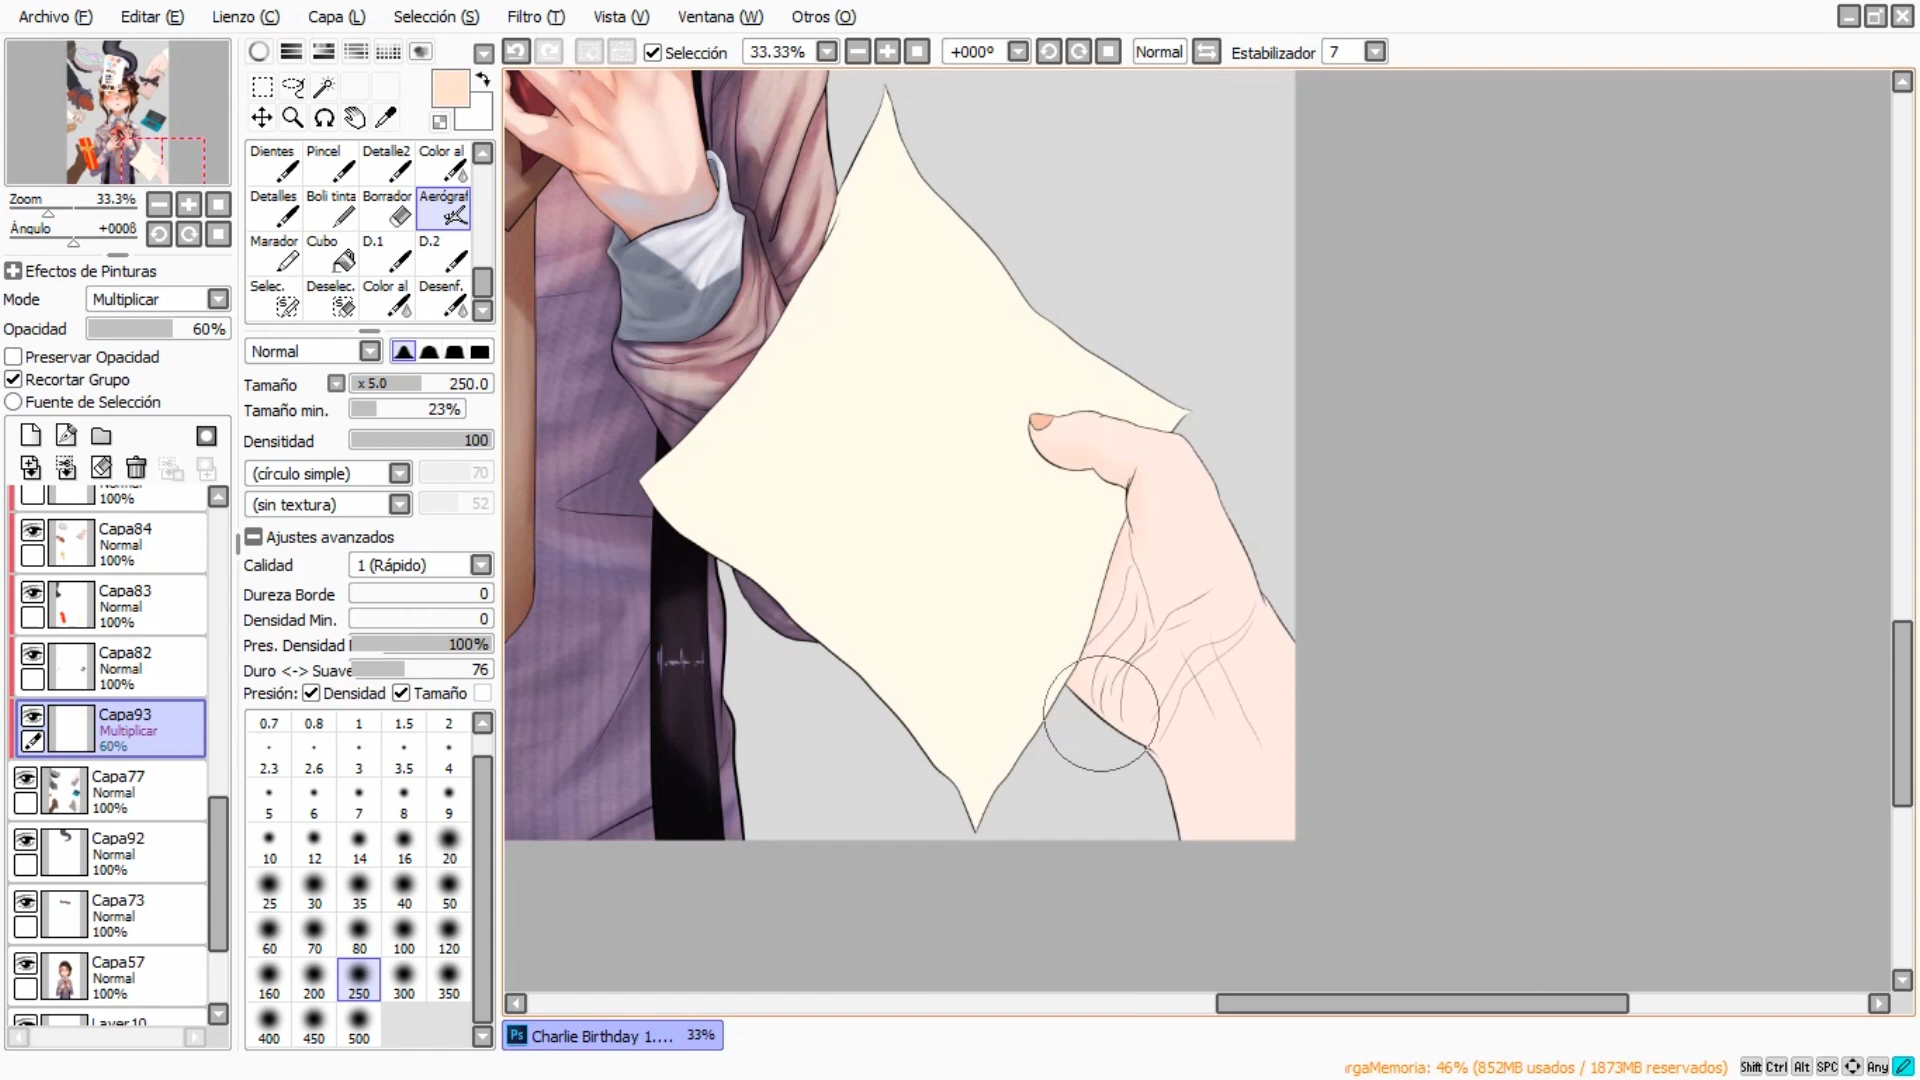 Archivo (F) Editar (E) Lienzo (C) Capa (L) Selección (S) Filtro (T) Vista (V) Ventana (W) Otros (O)
Selección 33.33% +000º Normal Estabilizador 7
Zoom 33.3%
Ángulo +000º
Efectos de Pinturas
Mode Multiplicar
Opacidad 60%
Preservar Opacidad
Recortar Grupo
Fuente de Selección
100%
Capa84
Normal
100%
Capa83
Normal
100%
Capa82
Normal
100%
Capa93
Multiplicar
60%
Capa77
Normal
100%
Capa92
Normal
100%
Capa73
Normal
100%
Capa57
Normal
100%
Layer10
Dientes Pincel Detalle2 Color al
Detalles Boli tinta Borrador Aerógraf
Marador Cubo D.1 D.2
Selec. Deselec. Color al Desenf.
Normal
Tamaño x 5.0 250.0
Tamaño min. 23%
Densitidad 100
(círculo simple) 70
(sin textura) 52
Ajustes avanzados
Calidad 1 (Rápido)
Dureza Borde 0
Densidad Min. 0
Pres. Densidad 100%
Duro <-> Suave 76
Presión: Densidad Tamaño
0.7 0.8 1 1.5 2
2.3 2.6 3 3.5 4
5 6 7 8 9
10 12 14 16 20
25 30 35 40 50
60 70 80 100 120
160 200 250 300 350
400 450 500
Ps Charlie Birthday 1.... 33%
rgaMemoria: 46% (852MB usados / 1873MB reservados) Shift Ctrl Alt SPC Any